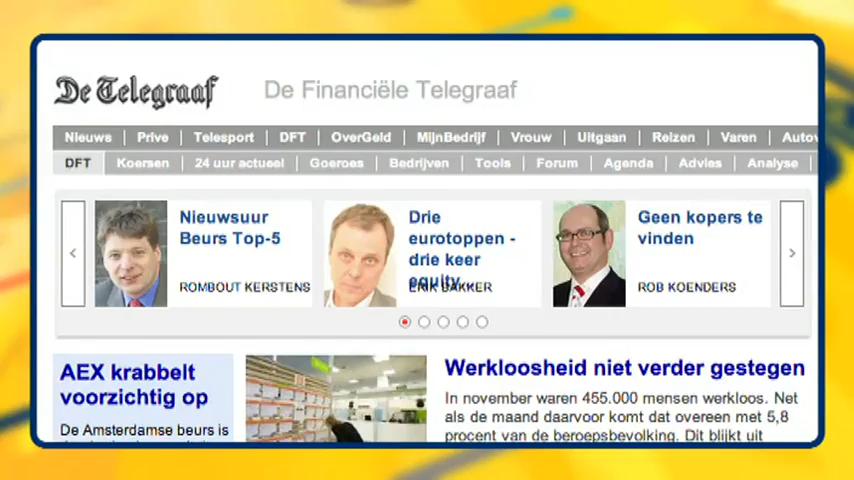 De Telegraaf De Financiële Telegraaf
Nieuws Prive Telesport DFT OverGeld MijnBedrijf Vrouw Uitgaan Reizen Varen Autov
DFT Koersen 24 uur actueel Goeroes Bedrijven Tools Forum Agenda Advies Analyse
Nieuwsuur
Beurs Top-5
ROMBOUT KERSTENS
Drie
eurotoppen -
drie keer
equity...
ERIK BAKKER
Geen kopers te
vinden
ROB KOENDERS
AEX krabbelt
voorzichtig op
De Amsterdamse beurs is
Werkloosheid niet verder gestegen
In november waren 455.000 mensen werkloos. Net
als de maand daarvoor komt dat overeen met 5,8
procent van de beroepsbevolking. Dit blijkt uit